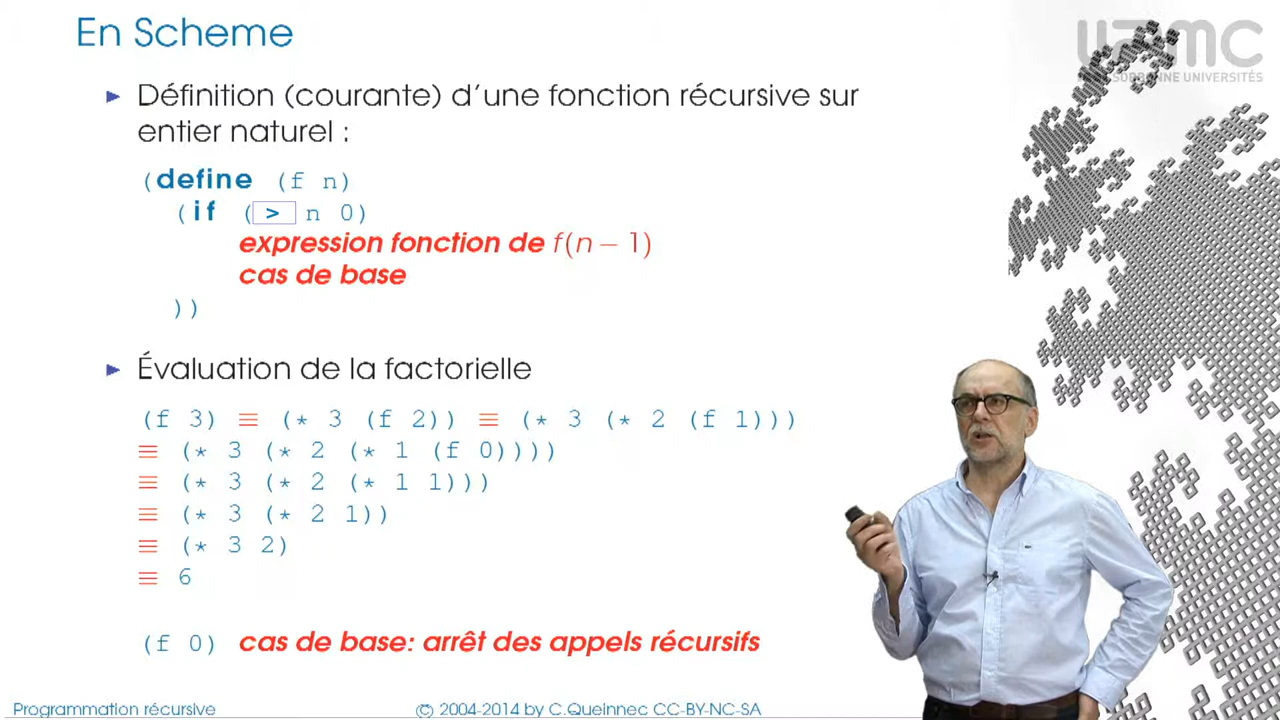 En Scheme
UPMC
SORBONNE UNIVERSITÉS
▶ Définition (courante) d'une fonction récursive sur
entier naturel :
(define (f n)
(if ( > n 0)
expression fonction de f(n − 1)
cas de base
))
▶ Évaluation de la factorielle
(f 3) ≡ (* 3 (f 2)) ≡ (* 3 (* 2 (f 1)))
≡ (* 3 (* 2 (* 1 (f 0))))
≡ (* 3 (* 2 (* 1 1)))
≡ (* 3 (* 2 1))
≡ (* 3 2)
≡ 6
(f 0) cas de base: arrêt des appels récursifs
Programmation récursive
© 2004-2014 by C.Queinnec CC-BY-NC-SA